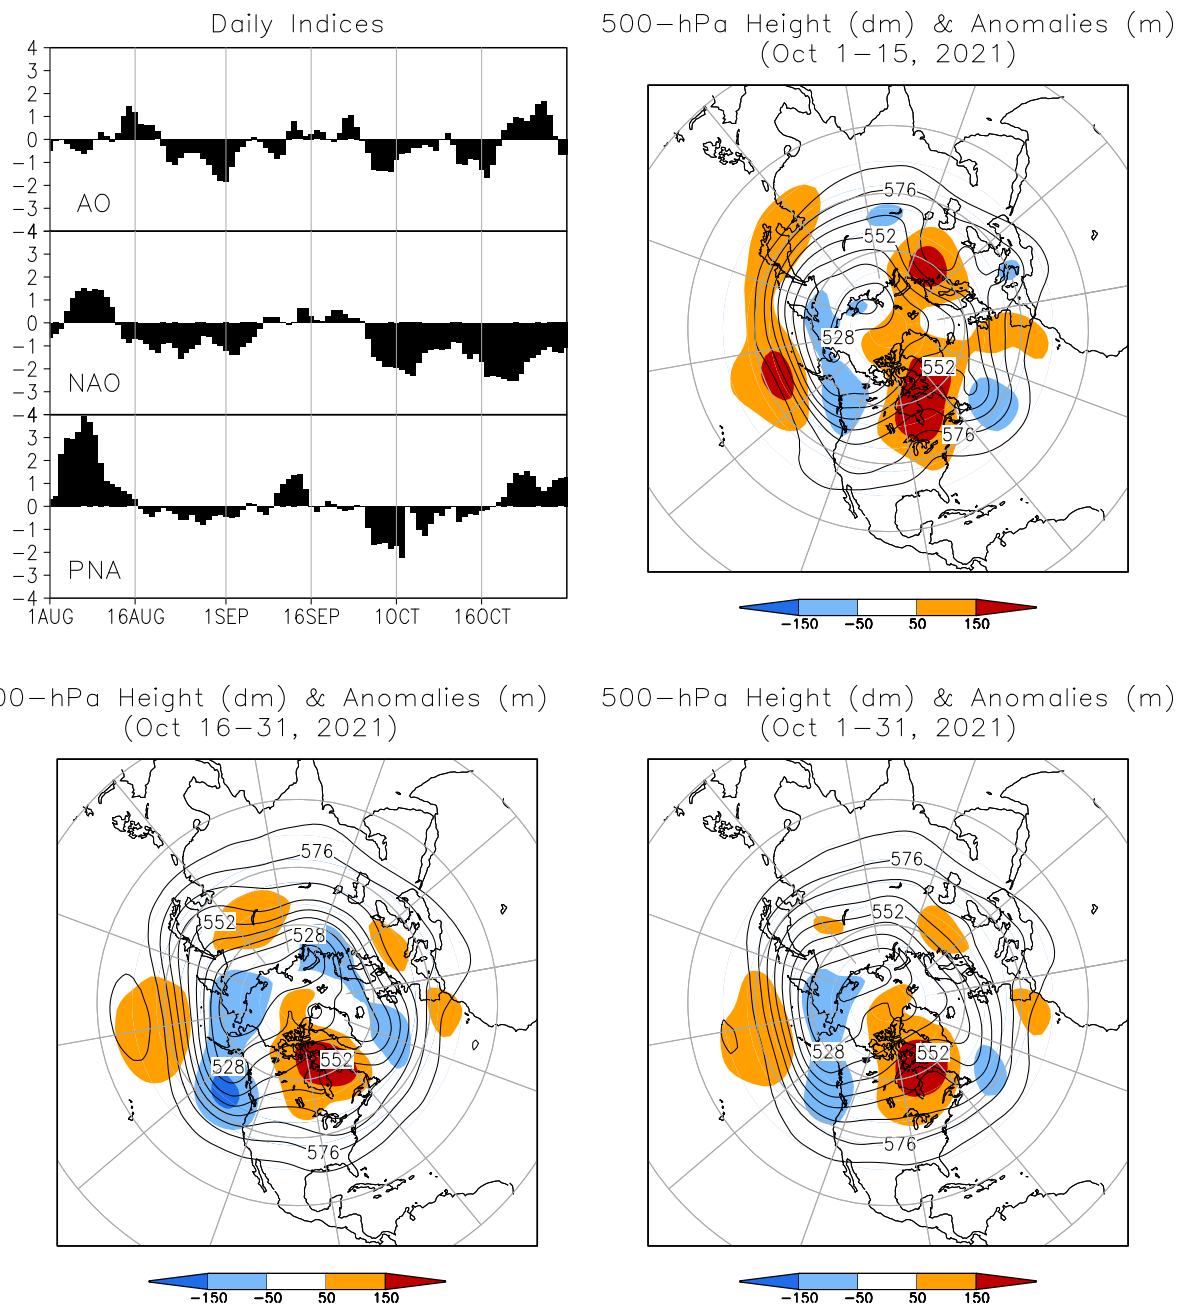 Daily Indices
4
3
2
1
0
−1
−2
−3
−4
AO
3
2
1
0
−1
−2
−3
−4
NAO
3
2
1
0
−1
−2
−3
−4
PNA
1AUG 16AUG 1SEP 16SEP 1OCT 16OCT
500−hPa Height (dm) & Anomalies (m)
(Oct 1−15, 2021)
576
552
528
552
576
−150 −50 50 150
00−hPa Height (dm) & Anomalies (m)
(Oct 16−31, 2021)
576
552
528
528
552
576
−150 −50 50 150
500−hPa Height (dm) & Anomalies (m)
(Oct 1−31, 2021)
576
552
528
552
576
−150 −50 50 150